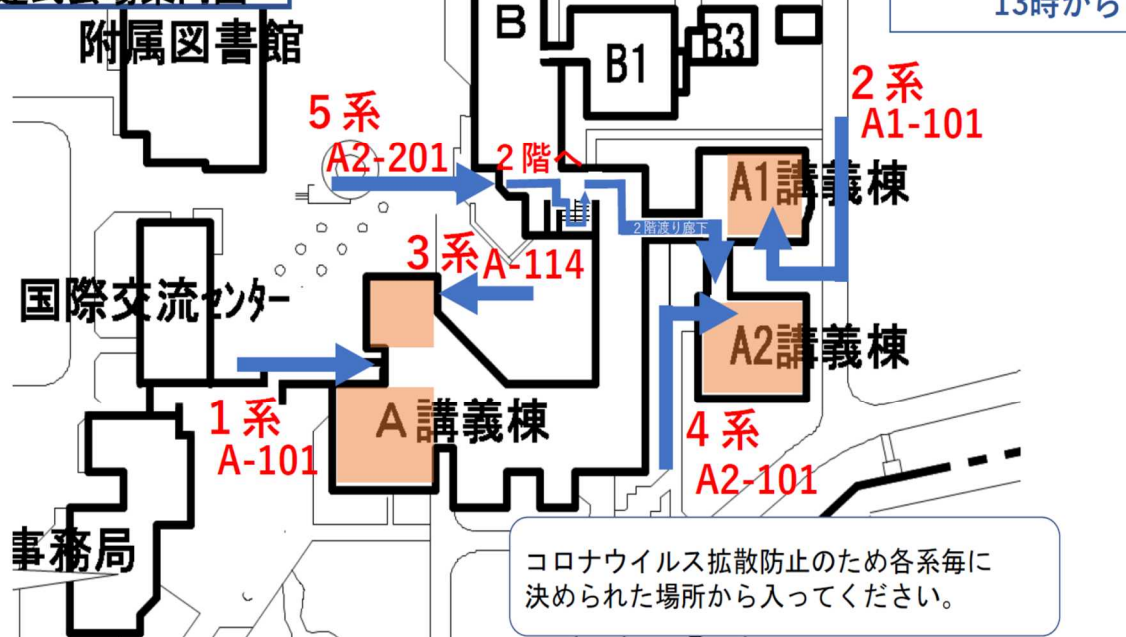 13時から
附属図書館
B
B1
B3
5系
A2-201
2階へ
2系
A1-101
A1講義棟
2階渡り廊下
3系
A-114
国際交流センター
A2講義棟
1系
A-101
A講義棟
4系
A2-101
事務局
コロナウイルス拡散防止のため各系毎に
決められた場所から入ってください。